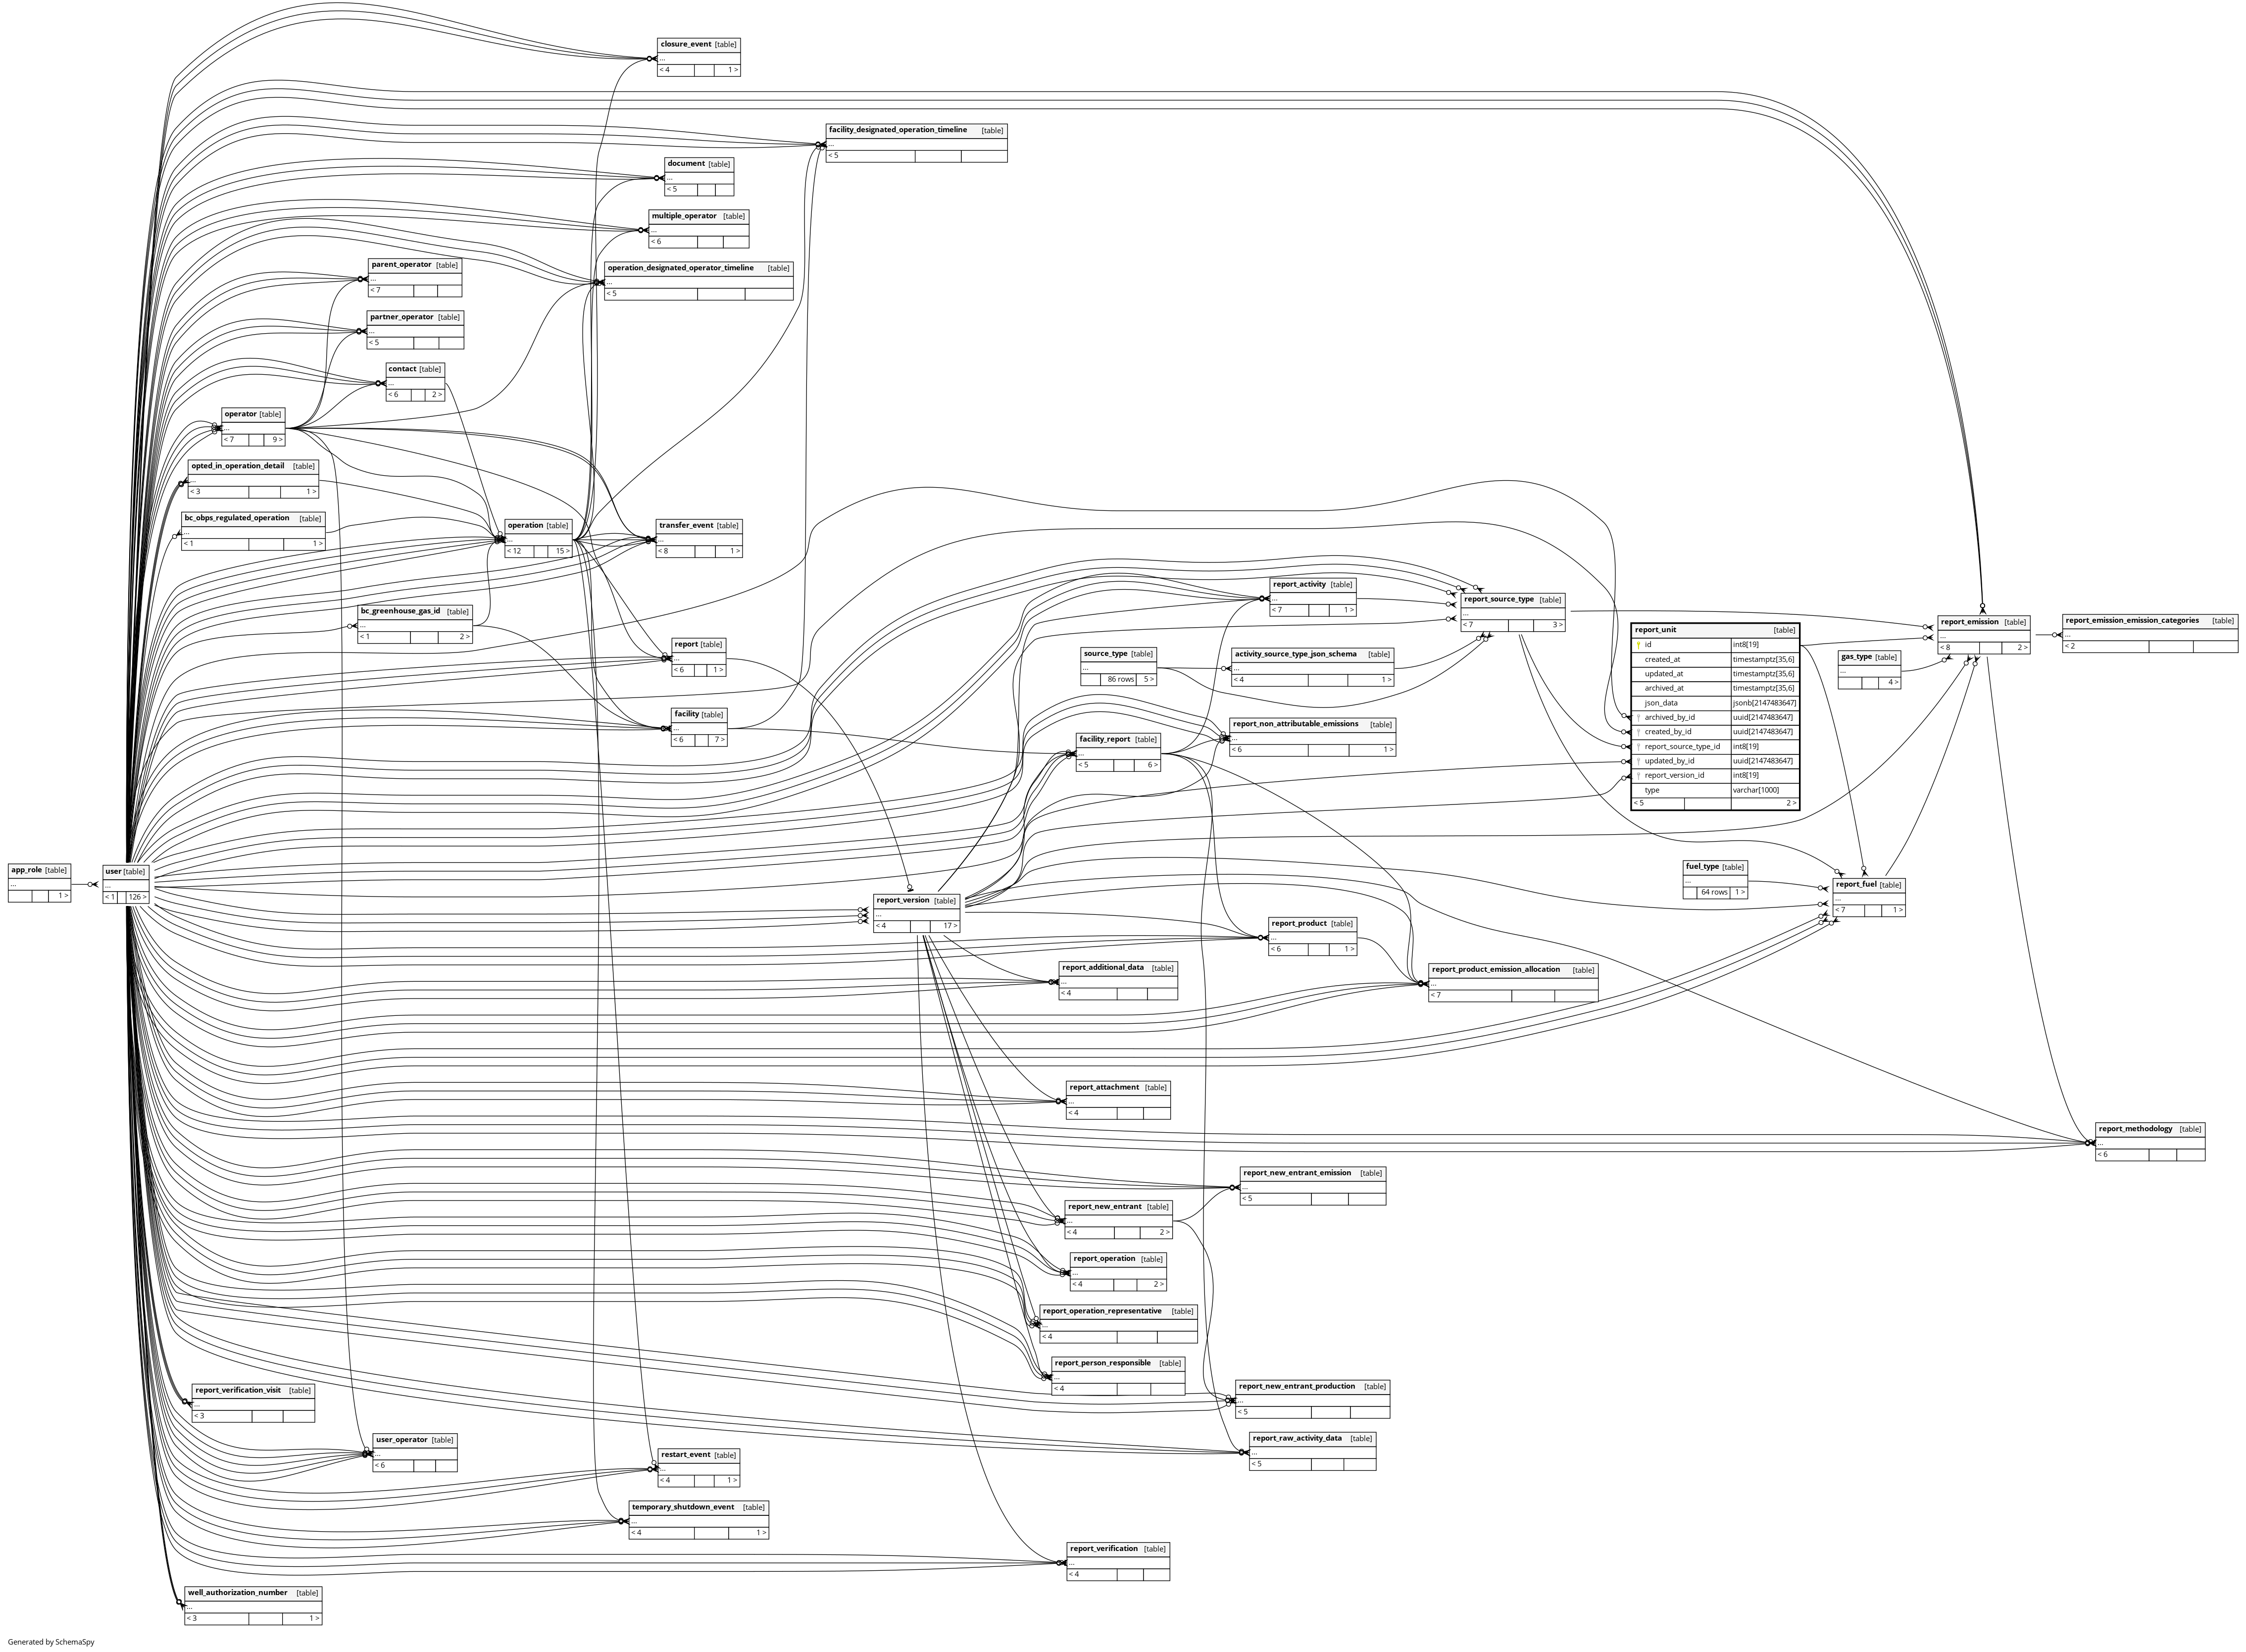 closure_event [table]
...
< 4 1 >
facility_designated_operation_timeline [table]
...
< 5
document [table]
...
< 5
multiple_operator [table]
...
< 6
parent_operator [table]
...
< 7
operation_designated_operator_timeline [table]
...
< 5
partner_operator [table]
...
< 5
contact [table]
...
< 6 2 >
operator [table]
...
< 7 9 >
opted_in_operation_detail [table]
...
< 3 1 >
bc_obps_regulated_operation [table]
...
< 1 1 >
operation [table]
...
< 12 15 >
transfer_event [table]
...
< 8 1 >
bc_greenhouse_gas_id [table]
...
< 1 2 >
report [table]
...
< 6 1 >
facility [table]
...
< 6 7 >
report_activity [table]
...
< 7 1 >
report_source_type [table]
...
< 7 3 >
source_type [table]
...
86 rows 5 >
activity_source_type_json_schema [table]
...
< 4 1 >
report_non_attributable_emissions [table]
...
< 6 1 >
facility_report [table]
...
< 5 6 >
report_unit [table]
id int8[19]
created_at timestamptz[35,6]
updated_at timestamptz[35,6]
archived_at timestamptz[35,6]
json_data jsonb[2147483647]
archived_by_id uuid[2147483647]
created_by_id uuid[2147483647]
report_source_type_id int8[19]
updated_by_id uuid[2147483647]
report_version_id int8[19]
type varchar[1000]
< 5 2 >
report_emission [table]
...
< 8 2 >
report_emission_emission_categories [table]
...
< 2
gas_type [table]
...
4 >
app_role [table]
...
1 >
user [table]
...
< 1 126 >
fuel_type [table]
...
64 rows 1 >
report_fuel [table]
...
< 7 1 >
report_version [table]
...
< 4 17 >
report_product [table]
...
< 6 1 >
report_additional_data [table]
...
< 4
report_product_emission_allocation [table]
...
< 7
report_attachment [table]
...
< 4
report_methodology [table]
...
< 6
report_new_entrant_emission [table]
...
< 5
report_new_entrant [table]
...
< 4 2 >
report_operation [table]
...
< 4 2 >
report_operation_representative [table]
...
< 4
report_person_responsible [table]
...
< 4
report_new_entrant_production [table]
...
< 5
report_verification_visit [table]
...
< 3
user_operator [table]
...
< 6
report_raw_activity_data [table]
...
< 5
restart_event [table]
...
< 4 1 >
temporary_shutdown_event [table]
...
< 4 1 >
report_verification [table]
...
< 4
well_authorization_number [table]
...
< 3 1 >
Generated by SchemaSpy